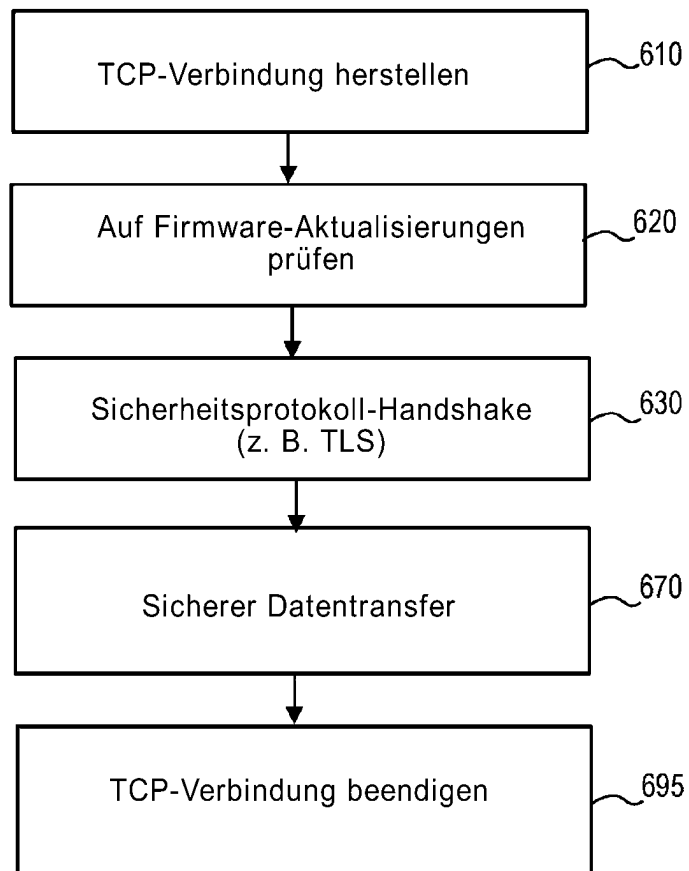 TCP-Verbindung herstellen
610
Auf Firmware-Aktualisierungen
prüfen
620
Sicherheitsprotokoll-Handshake
(z. B. TLS)
630
Sicherer Datentransfer
670
TCP-Verbindung beendigen
695